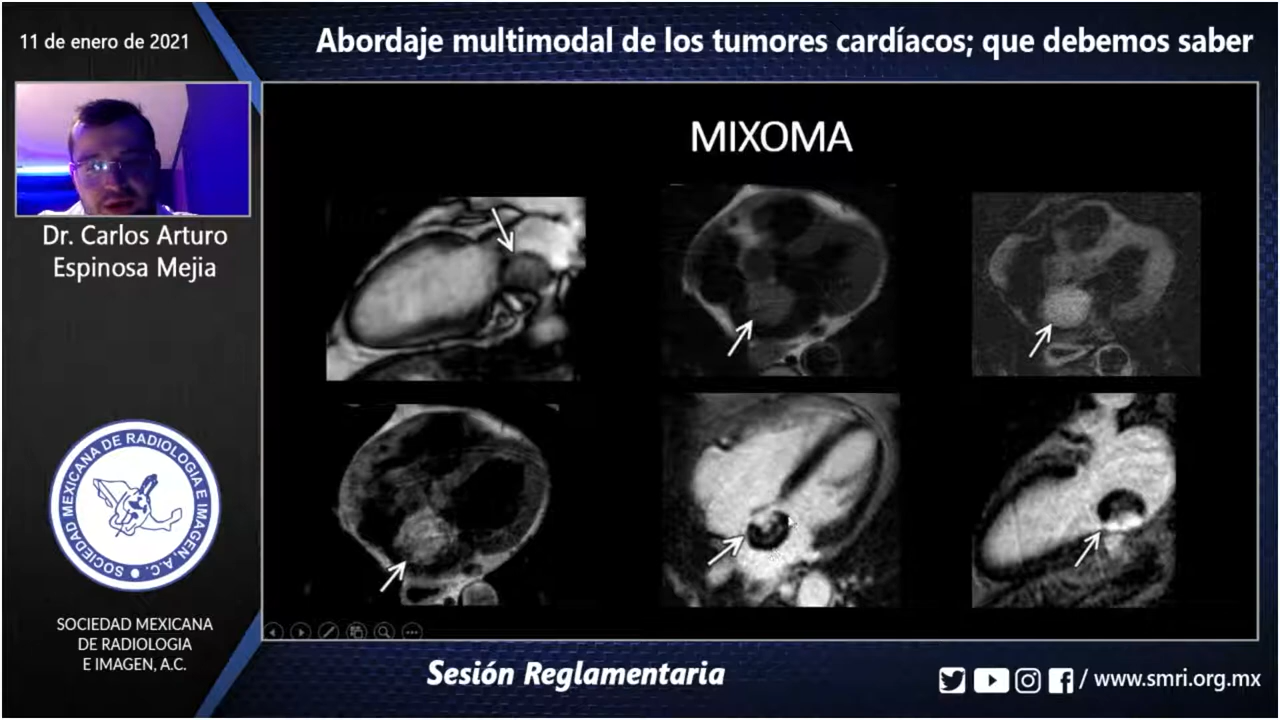 11 de enero de 2021
Abordaje multimodal de los tumores cardíacos; que debemos saber
MIXOMA
Dr. Carlos Arturo
Espinosa Mejia
SOCIEDAD MEXICANA DE RADIOLOGIA E IMAGEN, A.C.
SOCIEDAD MEXICANA
DE RADIOLOGIA
E IMAGEN, A.C.
Sesión Reglamentaria
/ www.smri.org.mx